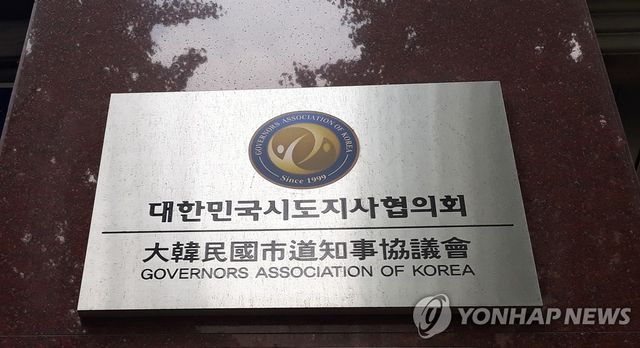 GOVERNORS ASSOCIATION OF KOREA
Since 1999
대한민국시도지사협의회
大韓民國市道知事協議會
GOVERNORS ASSOCIATION OF KOREA
YONHAP NEWS